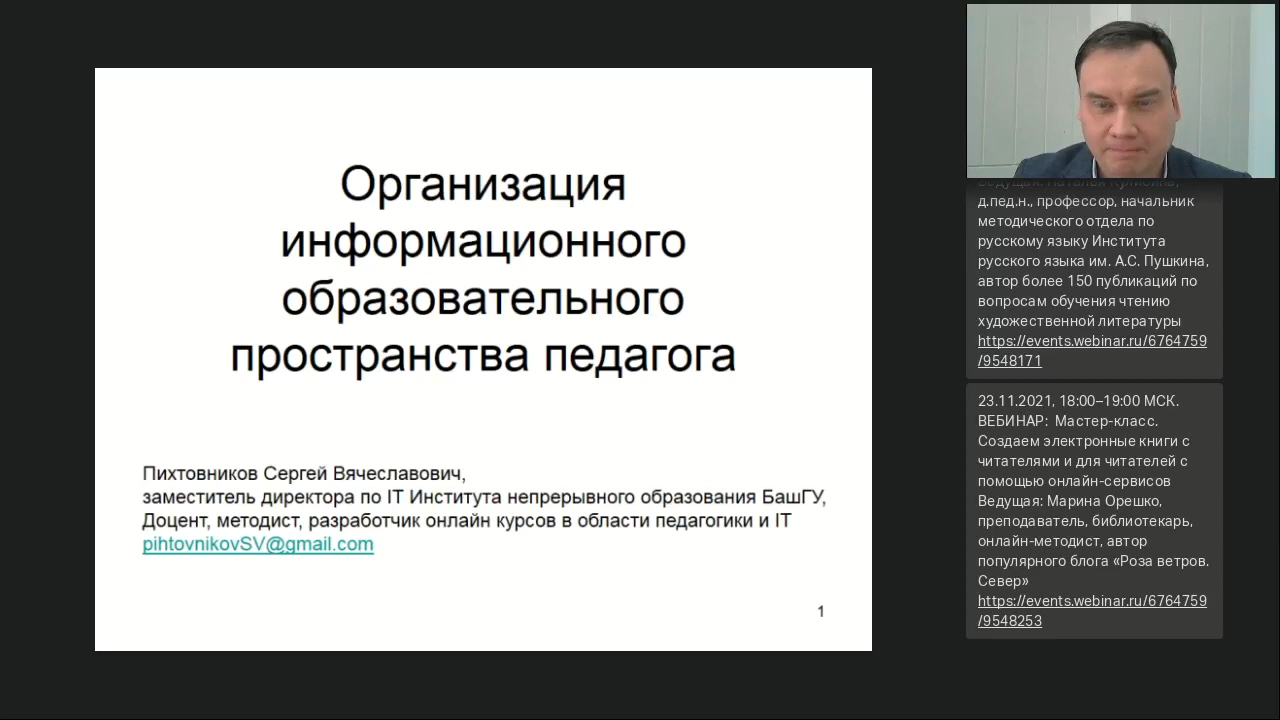 Организация
информационного
образовательного
пространства педагога
Пихтовников Сергей Вячеславович,
заместитель директора по IT Института непрерывного образования БашГУ,
Доцент, методист, разработчик онлайн курсов в области педагогики и IT
pihtovnikovSV@gmail.com
1
д.пед.н., профессор, начальник
методического отдела по
русскому языку Института
русского языка им. А.С. Пушкина,
автор более 150 публикаций по
вопросам обучения чтению
художественной литературы
https://events.webinar.ru/6764759
/9548171
23.11.2021, 18:00–19:00 МСК.
ВЕБИНАР: Мастер-класс.
Создаем электронные книги с
читателями и для читателей с
помощью онлайн-сервисов
Ведущая: Марина Орешко,
преподаватель, библиотекарь,
онлайн-методист, автор
популярного блога «Роза ветров.
Север»
https://events.webinar.ru/6764759
/9548253